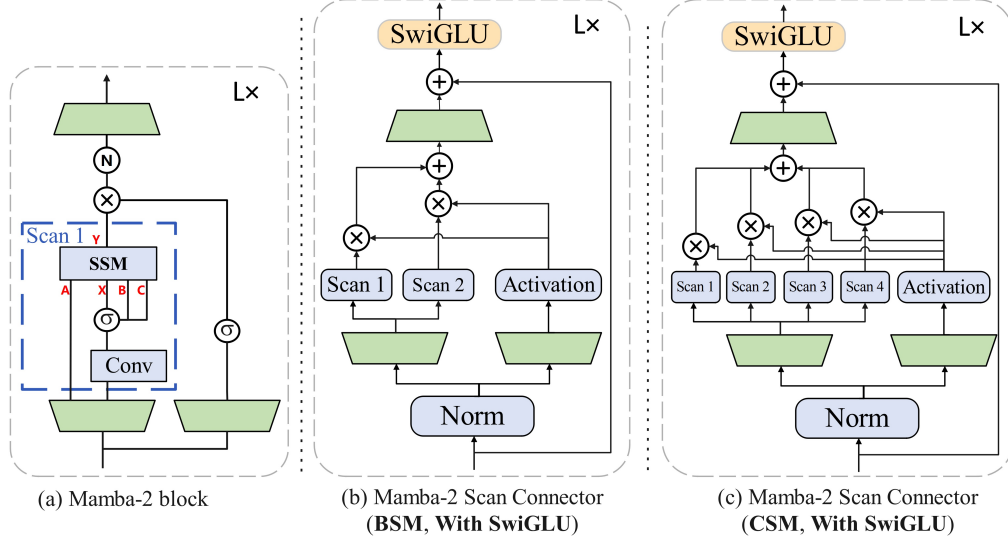 L×
N
×
Scan 1
Y
SSM
A X B C
σ
σ
Conv
(a) Mamba-2 block
SwiGLU
L×
+
+
×
×
Scan 1 Scan 2 Activation
Norm
(b) Mamba-2 Scan Connector
(BSM, With SwiGLU)
SwiGLU
L×
+
+
×
×
×
×
Scan 1 Scan 2 Scan 3 Scan 4 Activation
Norm
(c) Mamba-2 Scan Connector
(CSM, With SwiGLU)